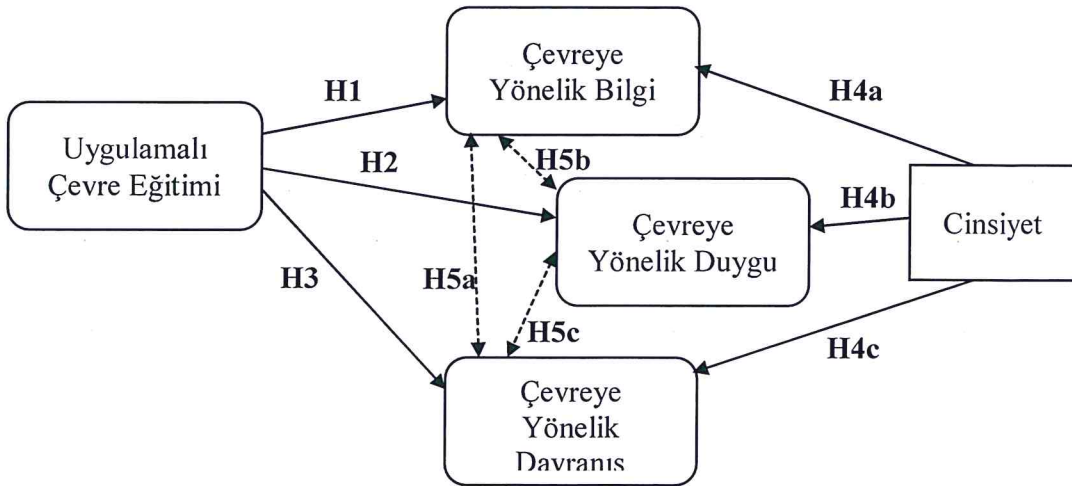 Çevreye
Yönelik Bilgi
H1
H4a
Uygulamalı
Çevre Eğitimi
H2
H5b
Çevreye
Yönelik Duygu
H4b
Cinsiyet
H3
H5a
H5c
H4c
Çevreye
Yönelik
Davranış